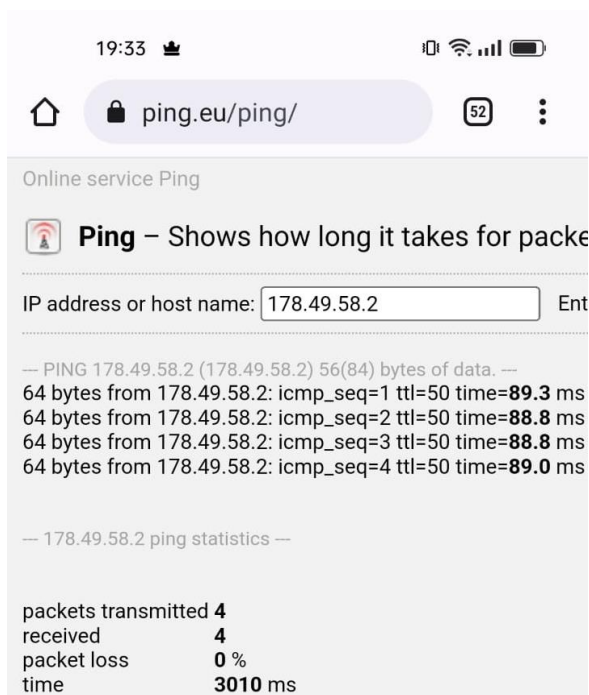 19:33
52
ping.eu/ping/
Online service Ping
Ping – Shows how long it takes for packe
IP address or host name: 178.49.58.2 Ent
--- PING 178.49.58.2 (178.49.58.2) 56(84) bytes of data. ---
64 bytes from 178.49.58.2: icmp_seq=1 ttl=50 time=89.3 ms
64 bytes from 178.49.58.2: icmp_seq=2 ttl=50 time=88.8 ms
64 bytes from 178.49.58.2: icmp_seq=3 ttl=50 time=88.8 ms
64 bytes from 178.49.58.2: icmp_seq=4 ttl=50 time=89.0 ms
--- 178.49.58.2 ping statistics ---
packets transmitted 4
received 4
packet loss 0 %
time 3010 ms